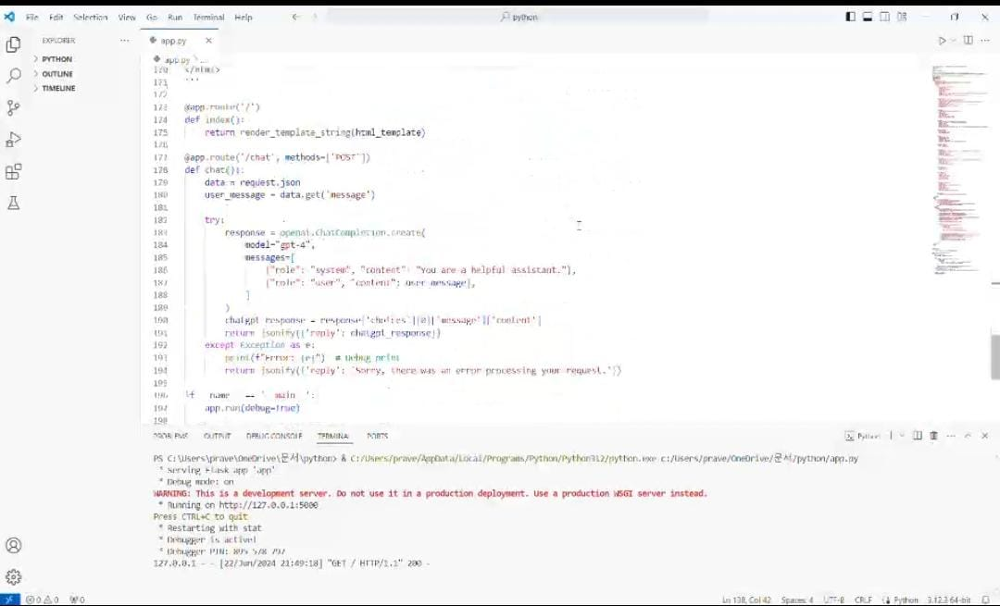 File Edit Selection View Go Run Terminal Help
python
EXPLORER
PYTHON
OUTLINE
TIMELINE
app.py
app.py > ...
170 </html>
171 '''
172
173 @app.route('/')
174 def index():
175 return render_template_string(html_template)
176
177 @app.route('/chat', methods=['POST'])
178 def chat():
179 data = request.json
180 user_message = data.get('message')
181
182 try:
183 response = openai.ChatCompletion.create(
184 model="gpt-4",
185 messages=[
186 {"role": "system", "content": "You are a helpful assistant."},
187 {"role": "user", "content": user_message},
188 ]
189 )
190 chatgpt_response = response['choices'][0]['message']['content']
191 return jsonify({'reply': chatgpt_response})
192 except Exception as e:
193 print(f"Error: {e}") # Debug print
194 return jsonify({'reply': 'Sorry, there was an error processing your request.'})
195
196 if __name__ == '__main__':
197 app.run(debug=True)
198
PROBLEMS OUTPUT DEBUG CONSOLE TERMINAL PORTS
Python
PS C:\Users\prave\OneDrive\문서\python> & C:/Users/prave/AppData/Local/Programs/Python/Python312/python.exe c:/Users/prave/OneDrive/문서/python/app.py
* Serving Flask app 'app'
* Debug mode: on
WARNING: This is a development server. Do not use it in a production deployment. Use a production WSGI server instead.
* Running on http://127.0.0.1:5000
Press CTRL+C to quit
* Restarting with stat
* Debugger is active!
* Debugger PIN: 895-578-797
127.0.0.1 - - [22/Jun/2024 21:49:18] "GET / HTTP/1.1" 200 -
0 0 0
Ln 138, Col 42 Spaces: 4 UTF-8 CRLF Python 3.12.3 64-bit